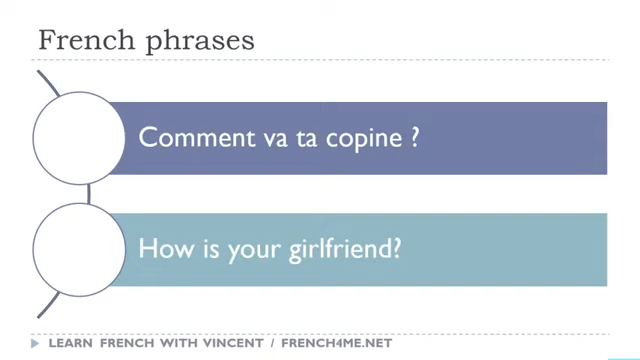 French phrases
Comment va ta copine ?
How is your girlfriend?
LEARN FRENCH WITH VINCENT / FRENCH4ME.NET